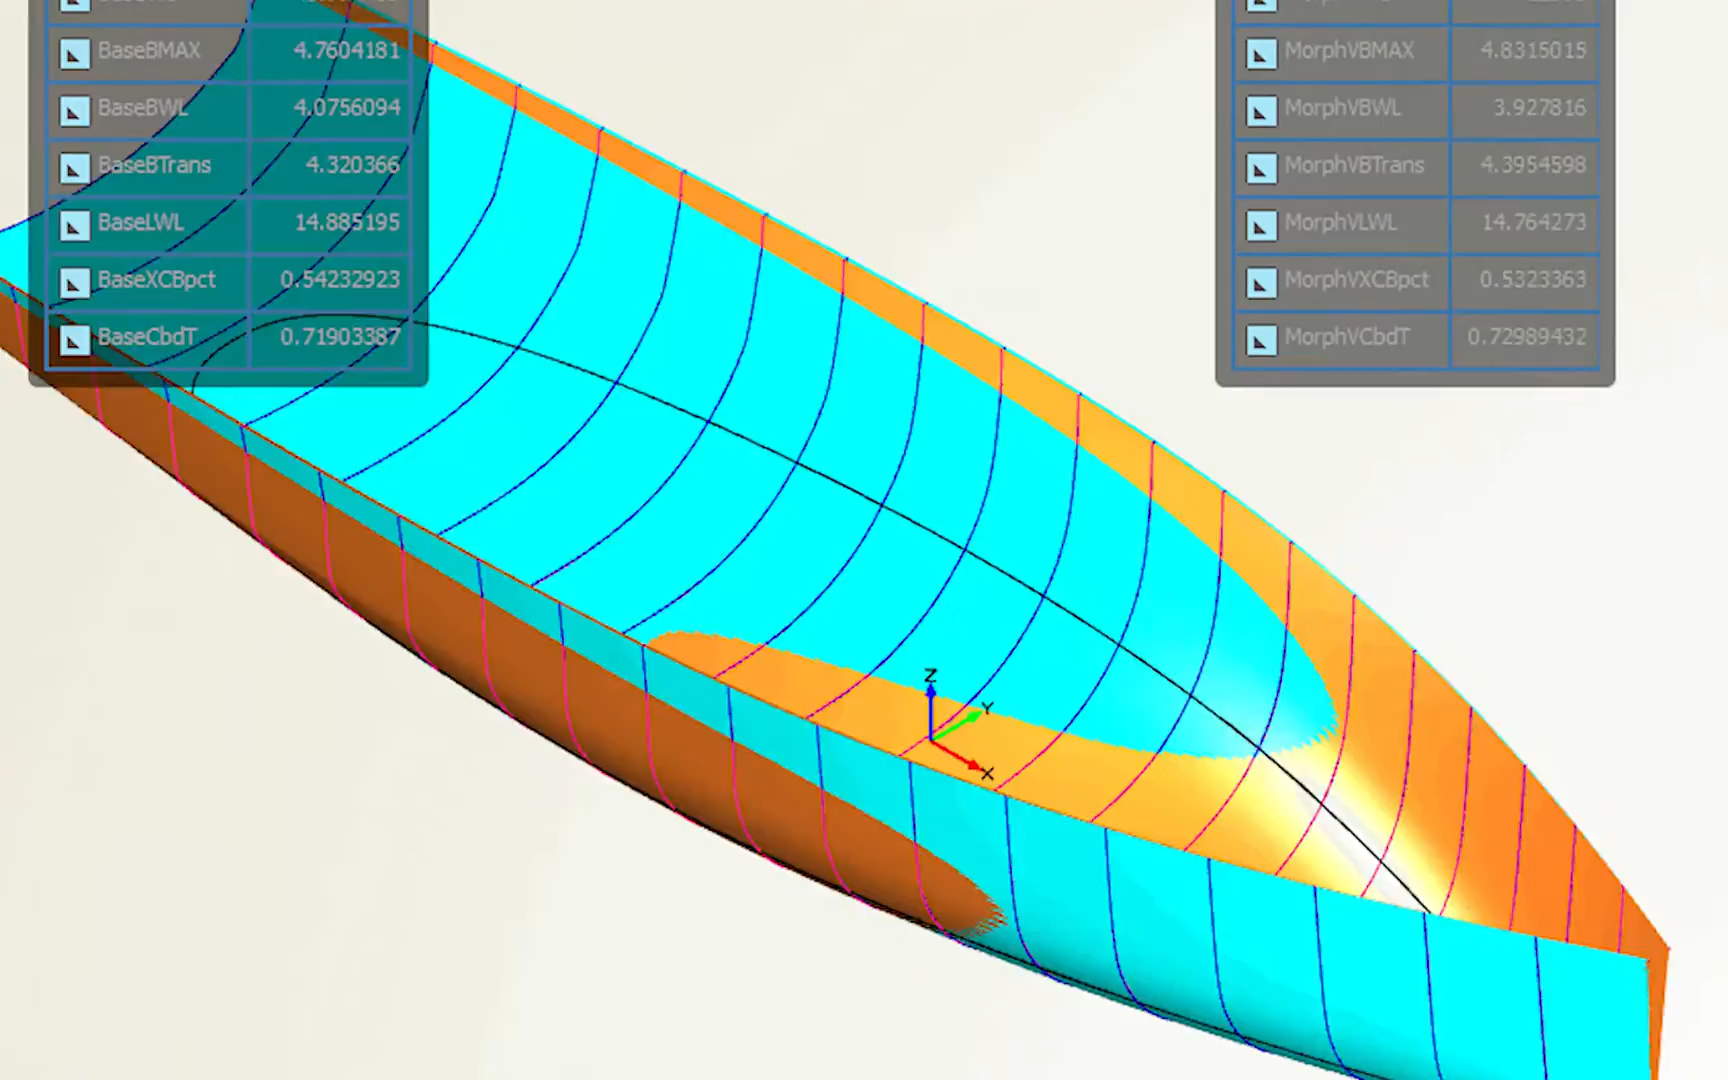 BaseBMAX 4.7604181
BaseBWL 4.0756094
BaseBTrans 4.320366
BaseLWL 14.885195
BaseXCBpct 0.54232923
BaseCbdT 0.71903387
MorphVBMAX 4.8315015
MorphVBWL 3.927816
MorphVBTrans 4.3954598
MorphVLWL 14.764273
MorphVXCBpct 0.5323363
MorphVCbdT 0.72989432
Z
Y
X